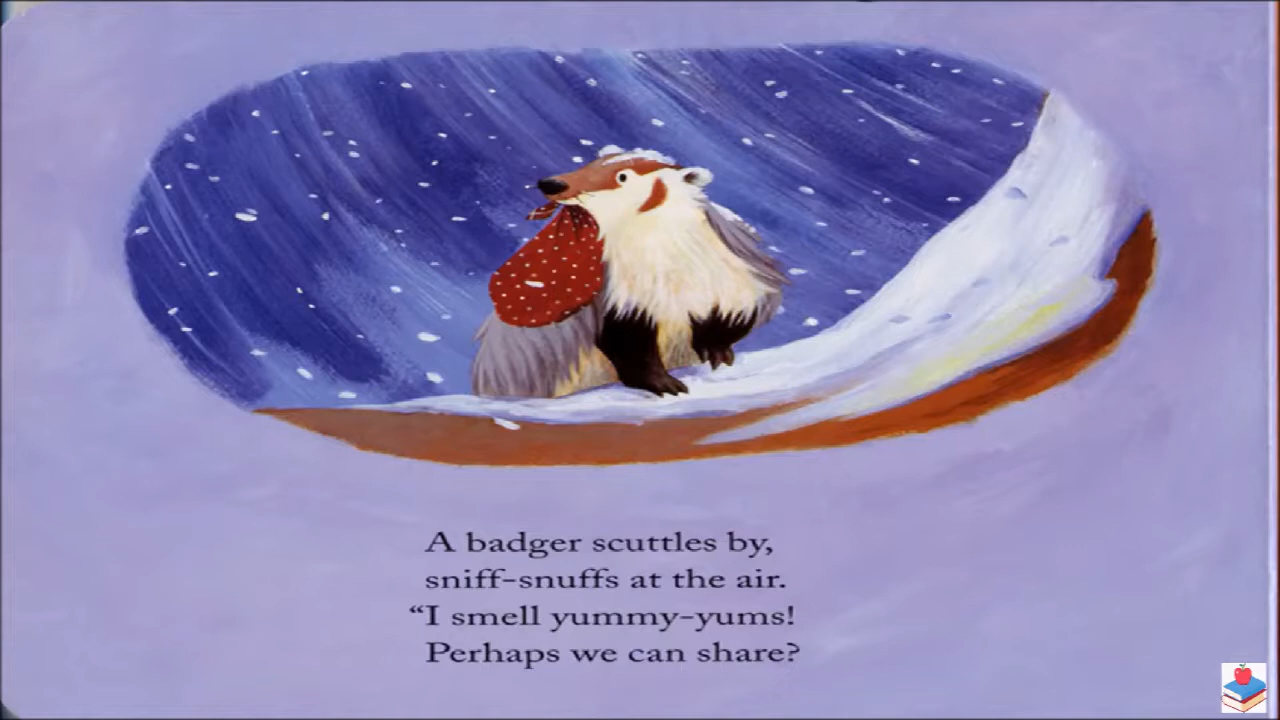 A badger scuttles by,
sniff-snuffs at the air.
“I smell yummy-yums!
Perhaps we can share?